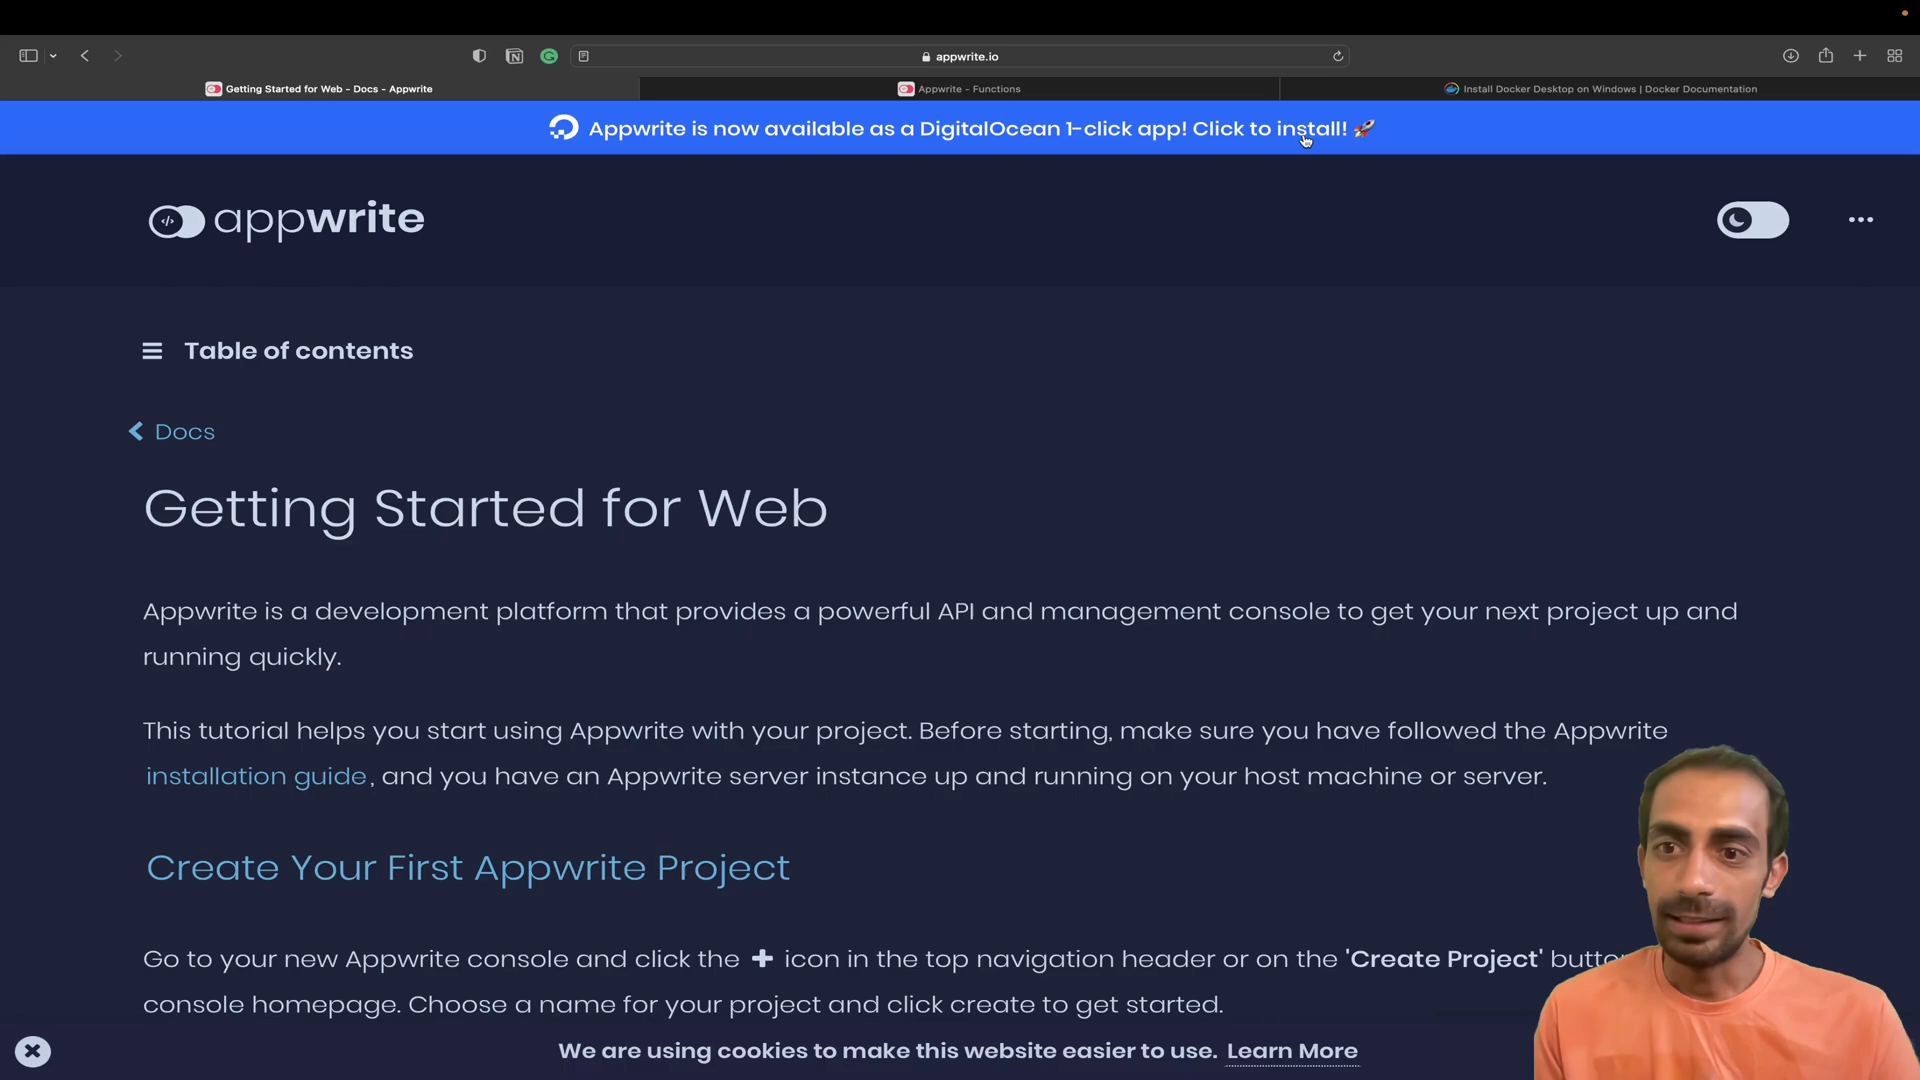 appwrite.io
Getting Started for Web - Docs - Appwrite
Appwrite - Functions
Install Docker Desktop on Windows | Docker Documentation
Appwrite is now available as a DigitalOcean 1-click app! Click to install! 🚀
appwrite
Table of contents
Docs
Getting Started for Web
Appwrite is a development platform that provides a powerful API and management console to get your next project up and
running quickly.
This tutorial helps you start using Appwrite with your project. Before starting, make sure you have followed the Appwrite
installation guide, and you have an Appwrite server instance up and running on your host machine or server.
Create Your First Appwrite Project
Go to your new Appwrite console and click the + icon in the top navigation header or on the 'Create Project'
console homepage. Choose a name for your project and click create to get started.
We are using cookies to make this website easier to use. Learn More